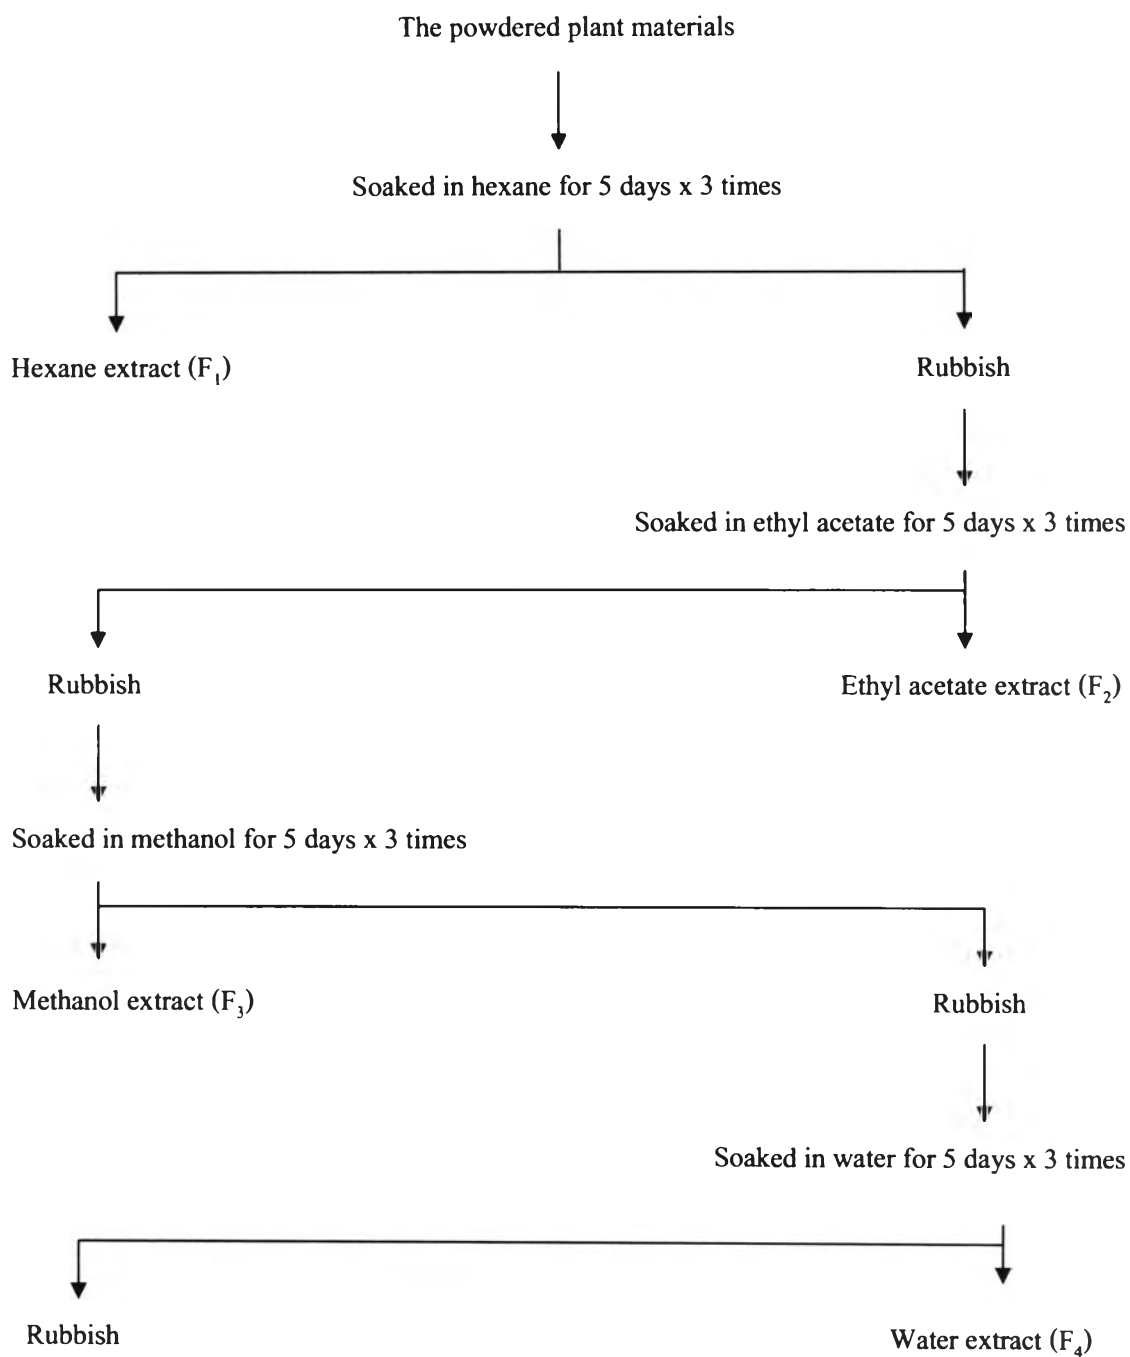 The powdered plant materials
Soaked in hexane for 5 days x 3 times
Hexane extract (F₁)
Rubbish
Soaked in ethyl acetate for 5 days x 3 times
Rubbish
Ethyl acetate extract (F₂)
Soaked in methanol for 5 days x 3 times
Methanol extract (F₃)
Rubbish
Soaked in water for 5 days x 3 times
Rubbish
Water extract (F₄)